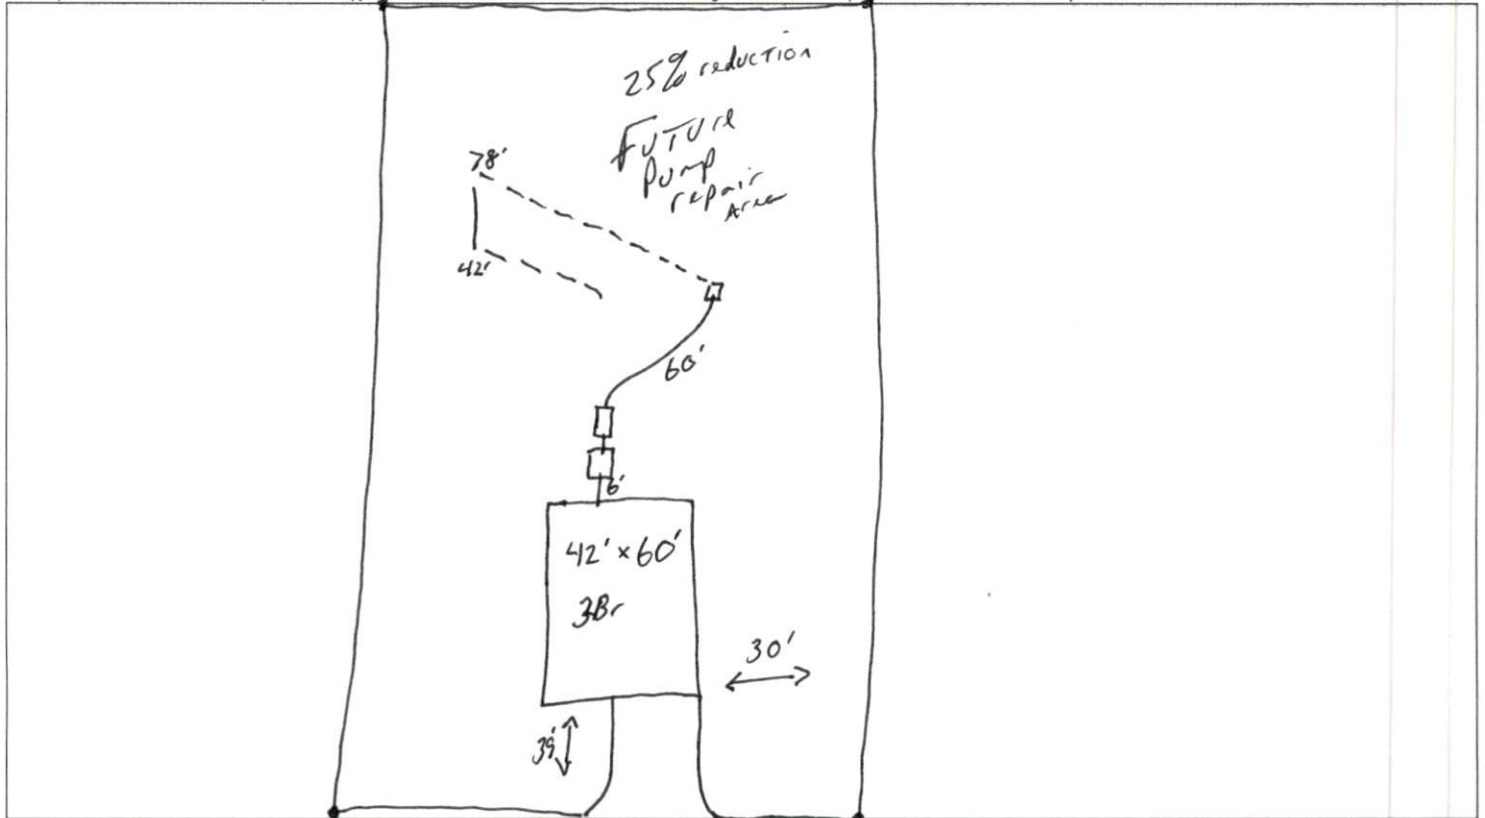 25% reduction
FUTURE
Pump
repair
Area
78'
42'
60'
6'
42' x 60'
3Br
30'
39'